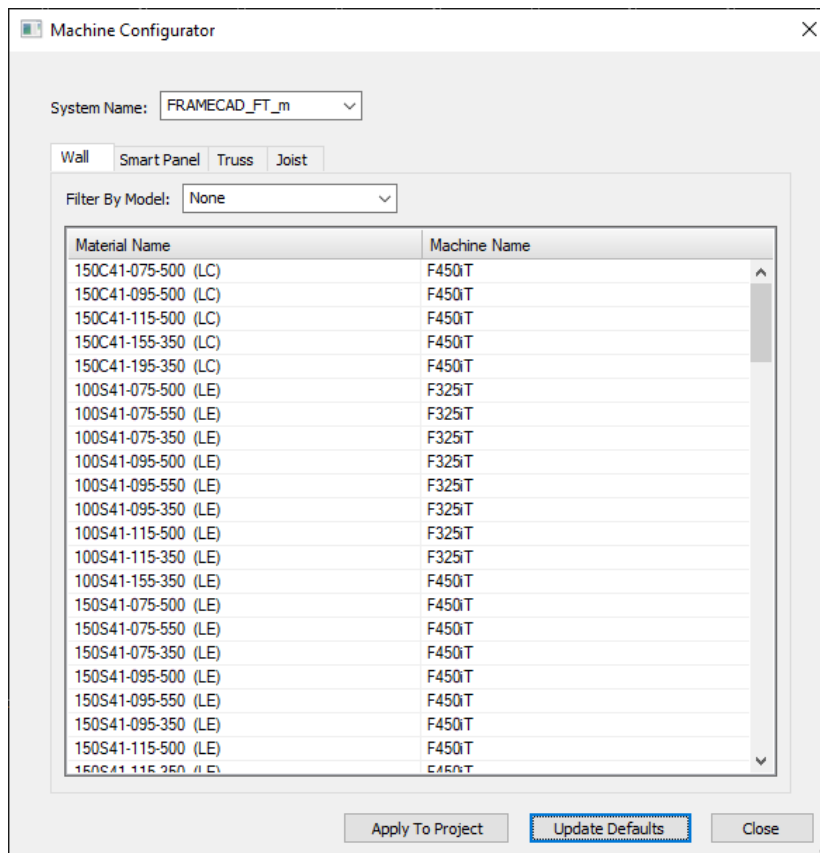 Machine Configurator
System Name: FRAMECAD_FT_m
Wall Smart Panel Truss Joist
Filter By Model: None
Material Name Machine Name
150C41-075-500 (LC) F450iT
150C41-095-500 (LC) F450iT
150C41-115-500 (LC) F450iT
150C41-155-350 (LC) F450iT
150C41-195-350 (LC) F450iT
100S41-075-500 (LE) F325iT
100S41-075-550 (LE) F325iT
100S41-075-350 (LE) F325iT
100S41-095-500 (LE) F325iT
100S41-095-550 (LE) F325iT
100S41-095-350 (LE) F325iT
100S41-115-500 (LE) F325iT
100S41-115-350 (LE) F325iT
100S41-155-350 (LE) F450iT
150S41-075-500 (LE) F450iT
150S41-075-550 (LE) F450iT
150S41-075-350 (LE) F450iT
150S41-095-500 (LE) F450iT
150S41-095-550 (LE) F450iT
150S41-095-350 (LE) F450iT
150S41-115-500 (LE) F450iT
150S41-115-350 (LE) F450iT
Apply To Project Update Defaults Close